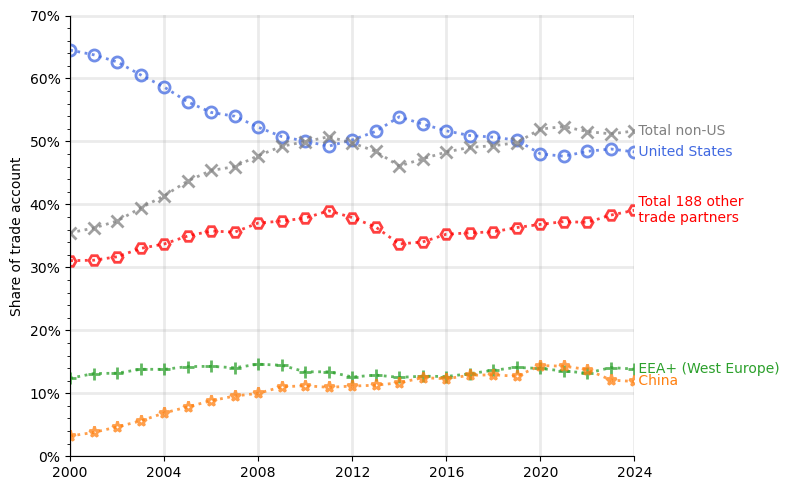 70%
60%
50%
40%
30%
20%
10%
0%
Share of trade account
2000
2004
2008
2012
2016
2020
2024
Total non-US
United States
Total 188 other
trade partners
EEA+ (West Europe)
China